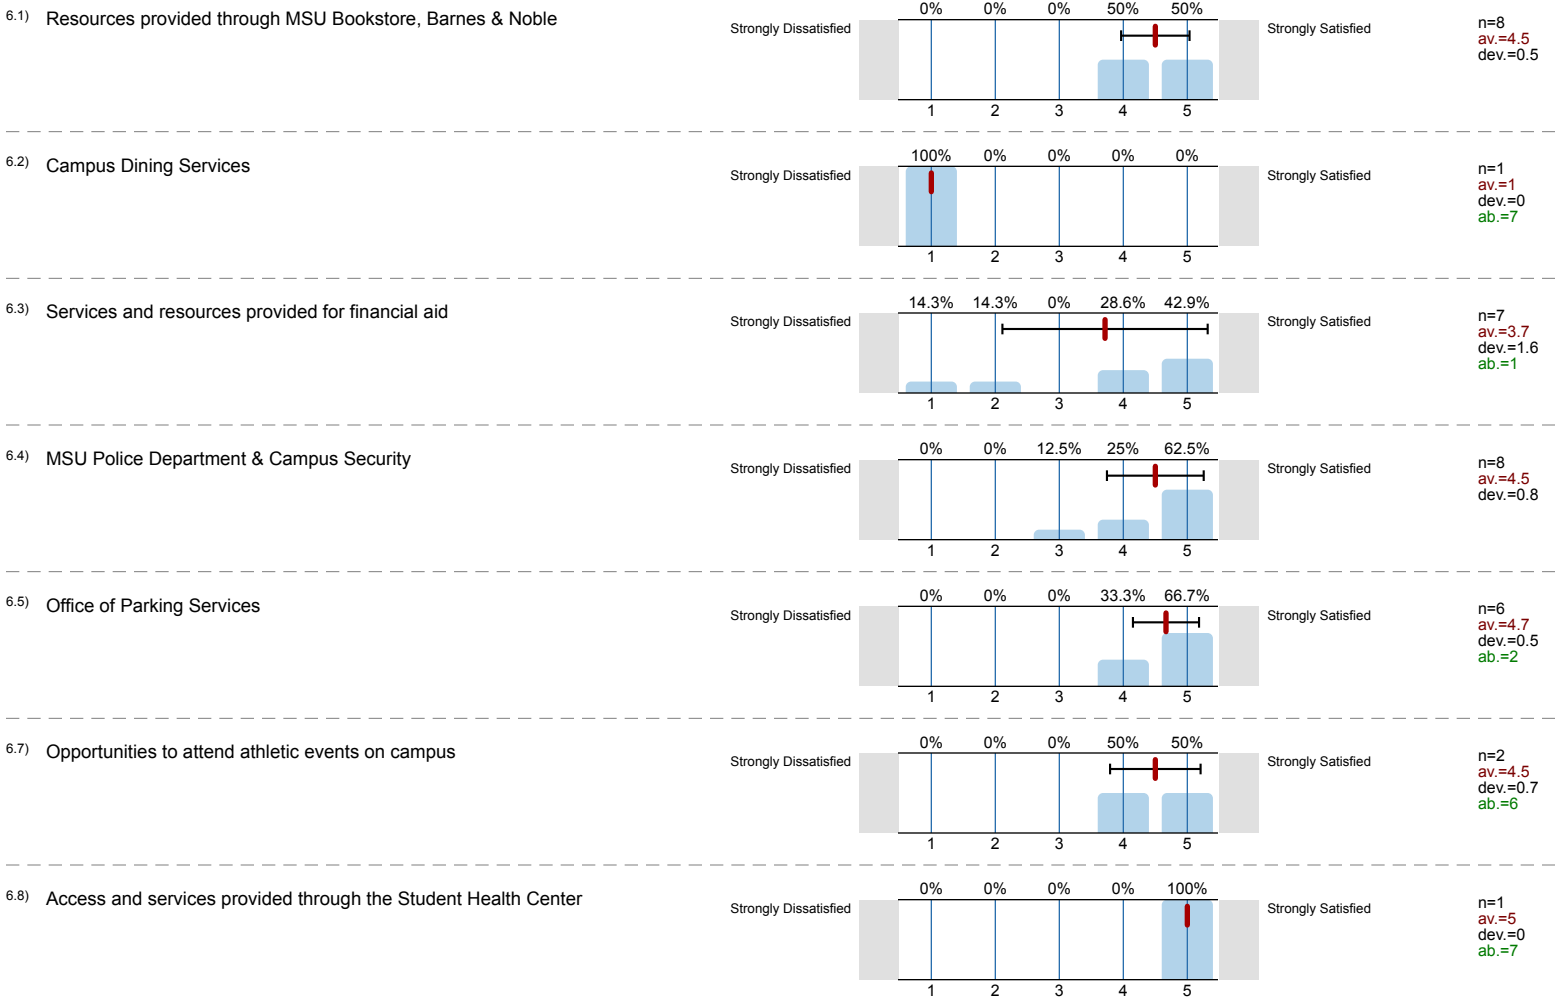 6.1) Resources provided through MSU Bookstore, Barnes & Noble
0% 0% 0% 50% 50%
Strongly Dissatisfied Strongly Satisfied
n=8
av.=4.5
dev.=0.5
1 2 3 4 5
6.2) Campus Dining Services
100% 0% 0% 0% 0%
Strongly Dissatisfied Strongly Satisfied
n=1
av.=1
dev.=0
ab.=7
1 2 3 4 5
6.3) Services and resources provided for financial aid
14.3% 14.3% 0% 28.6% 42.9%
Strongly Dissatisfied Strongly Satisfied
n=7
av.=3.7
dev.=1.6
ab.=1
1 2 3 4 5
6.4) MSU Police Department & Campus Security
0% 0% 12.5% 25% 62.5%
Strongly Dissatisfied Strongly Satisfied
n=8
av.=4.5
dev.=0.8
1 2 3 4 5
6.5) Office of Parking Services
0% 0% 0% 33.3% 66.7%
Strongly Dissatisfied Strongly Satisfied
n=6
av.=4.7
dev.=0.5
ab.=2
1 2 3 4 5
6.7) Opportunities to attend athletic events on campus
0% 0% 0% 50% 50%
Strongly Dissatisfied Strongly Satisfied
n=2
av.=4.5
dev.=0.7
ab.=6
1 2 3 4 5
6.8) Access and services provided through the Student Health Center
0% 0% 0% 0% 100%
Strongly Dissatisfied Strongly Satisfied
n=1
av.=5
dev.=0
ab.=7
1 2 3 4 5